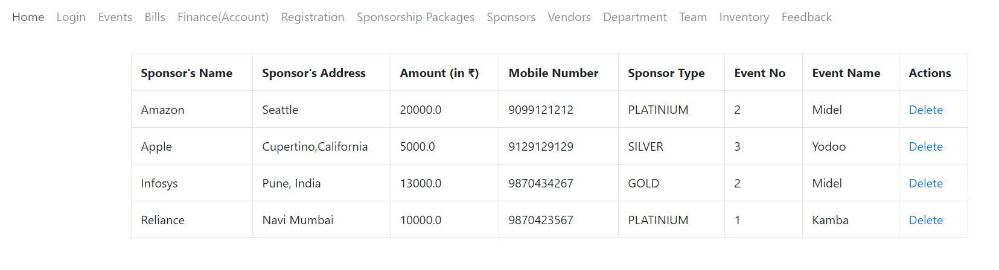 Home Login Events Bills Finance(Account) Registration Sponsorship Packages Sponsors Vendors Department Team Inventory Feedback
Sponsor's Name Sponsor's Address Amount (in ₹) Mobile Number Sponsor Type Event No Event Name Actions
Amazon Seattle 20000.0 9099121212 PLATINIUM 2 Midel Delete
Apple Cupertino,California 5000.0 9129129129 SILVER 3 Yodoo Delete
Infosys Pune, India 13000.0 9870434267 GOLD 2 Midel Delete
Reliance Navi Mumbai 10000.0 9870423567 PLATINIUM 1 Kamba Delete